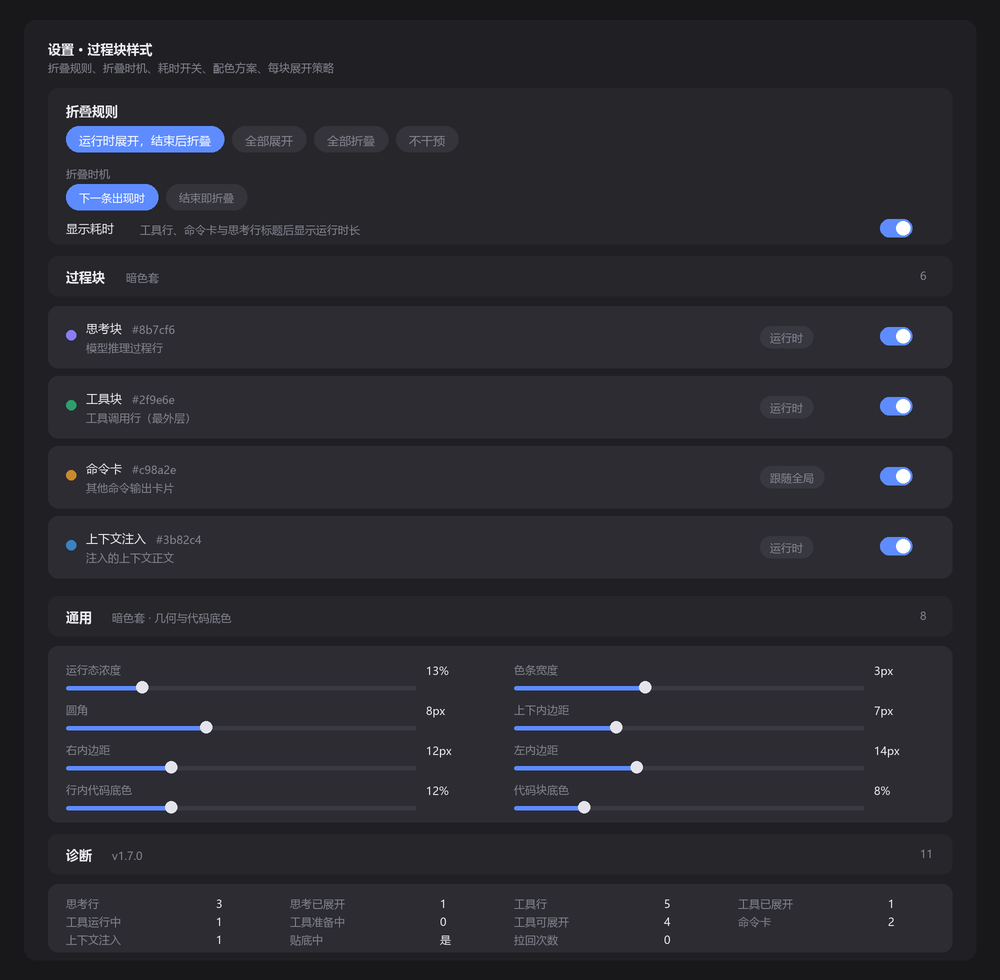 设置 · 过程块样式
折叠规则、折叠时机、耗时开关、配色方案、每块展开策略
折叠规则
运行时展开，结束后折叠 全部展开 全部折叠 不干预
折叠时机
下一条出现时 结束即折叠
显示耗时 工具行、命令卡与思考行标题后显示运行时长
过程块 暗色套 6
思考块 #8b7cf6
模型推理过程行
运行时
工具块 #2f9e6e
工具调用行（最外层）
运行时
命令卡 #c98a2e
其他命令输出卡片
跟随全局
上下文注入 #3b82c4
注入的上下文正文
运行时
通用 暗色套 · 几何与代码底色 8
运行态浓度 13% 色条宽度 3px
圆角 8px 上下内边距 7px
右内边距 12px 左内边距 14px
行内代码底色 12% 代码块底色 8%
诊断 v1.7.0 11
思考行 3 思考已展开 1 工具行 5 工具已展开 1
工具运行中 1 工具准备中 0 工具可展开 4 命令卡 2
上下文注入 1 贴底中 是 拉回次数 0